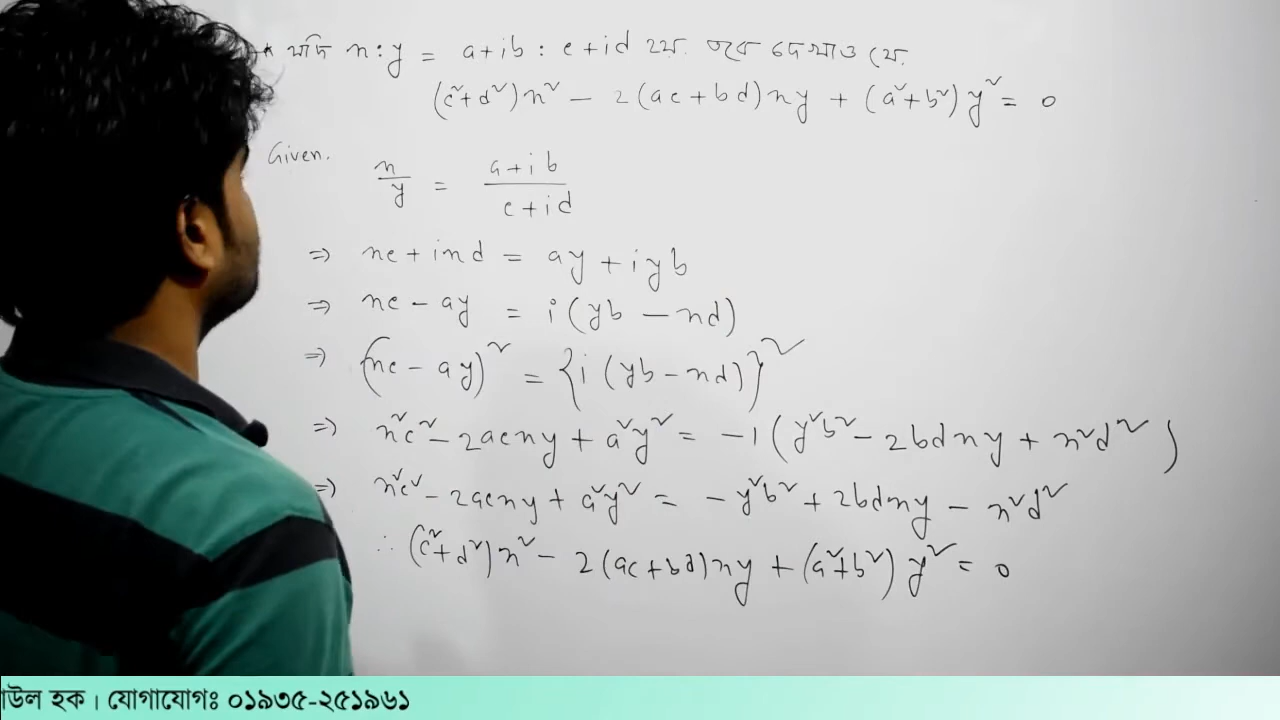 * যদি x : y = a+ib : c+id হয়. তবে দেখাও যে.
(c²+d²)x² – 2(ac+bd)xy + (a²+b²)y² = 0
Given.
x/y = (a+ib)/(c+id)
⇒ xc + ixd = ay + iyb
⇒ xc – ay = i(yb – xd)
⇒ (xc – ay)² = {i(yb – xd)}²
⇒ x²c² – 2acxy + a²y² = –1(y²b² – 2bdxy + x²d²)
⇒ x²c² – 2acxy + a²y² = – y²b² + 2bdxy – x²d²
∴ (c²+d²)x² – 2(ac+bd)xy + (a²+b²)y² = 0
উল হক। যোগাযোগঃ ০১৯৩৫-২৫১৯৬১